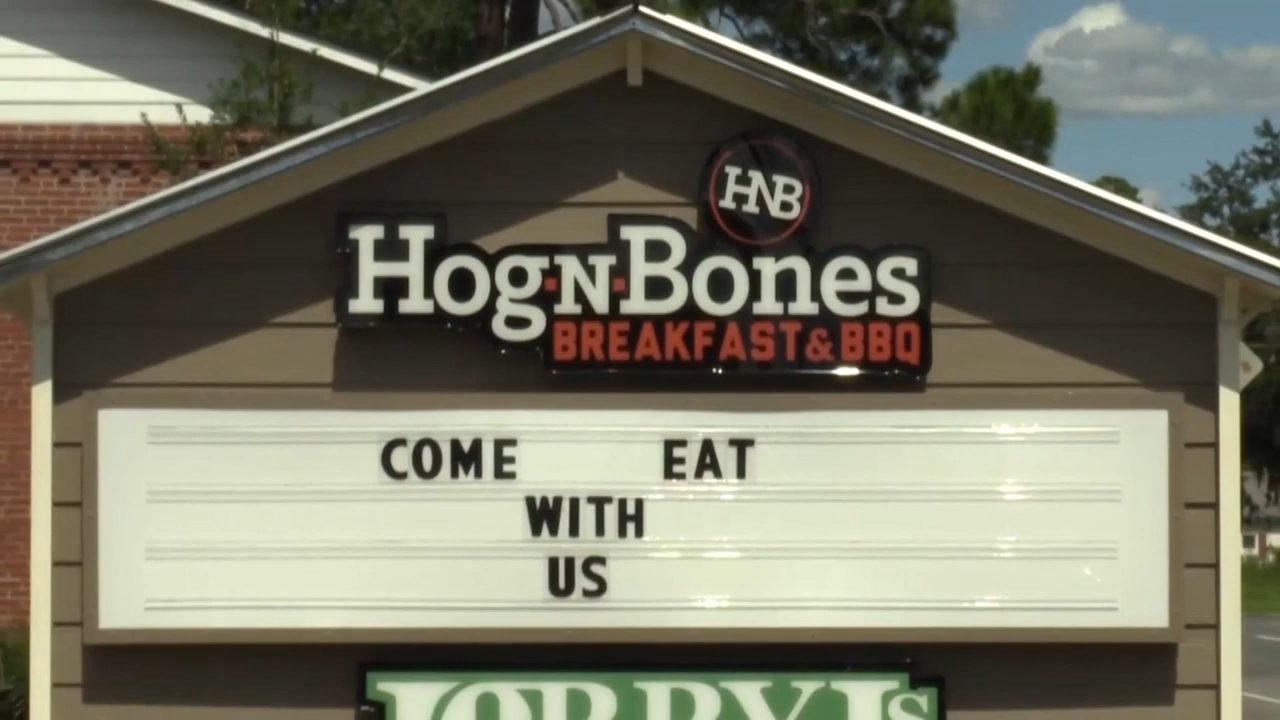 HNB
Hog·N·Bones
BREAKFAST & BBQ
COME EAT
WITH
US